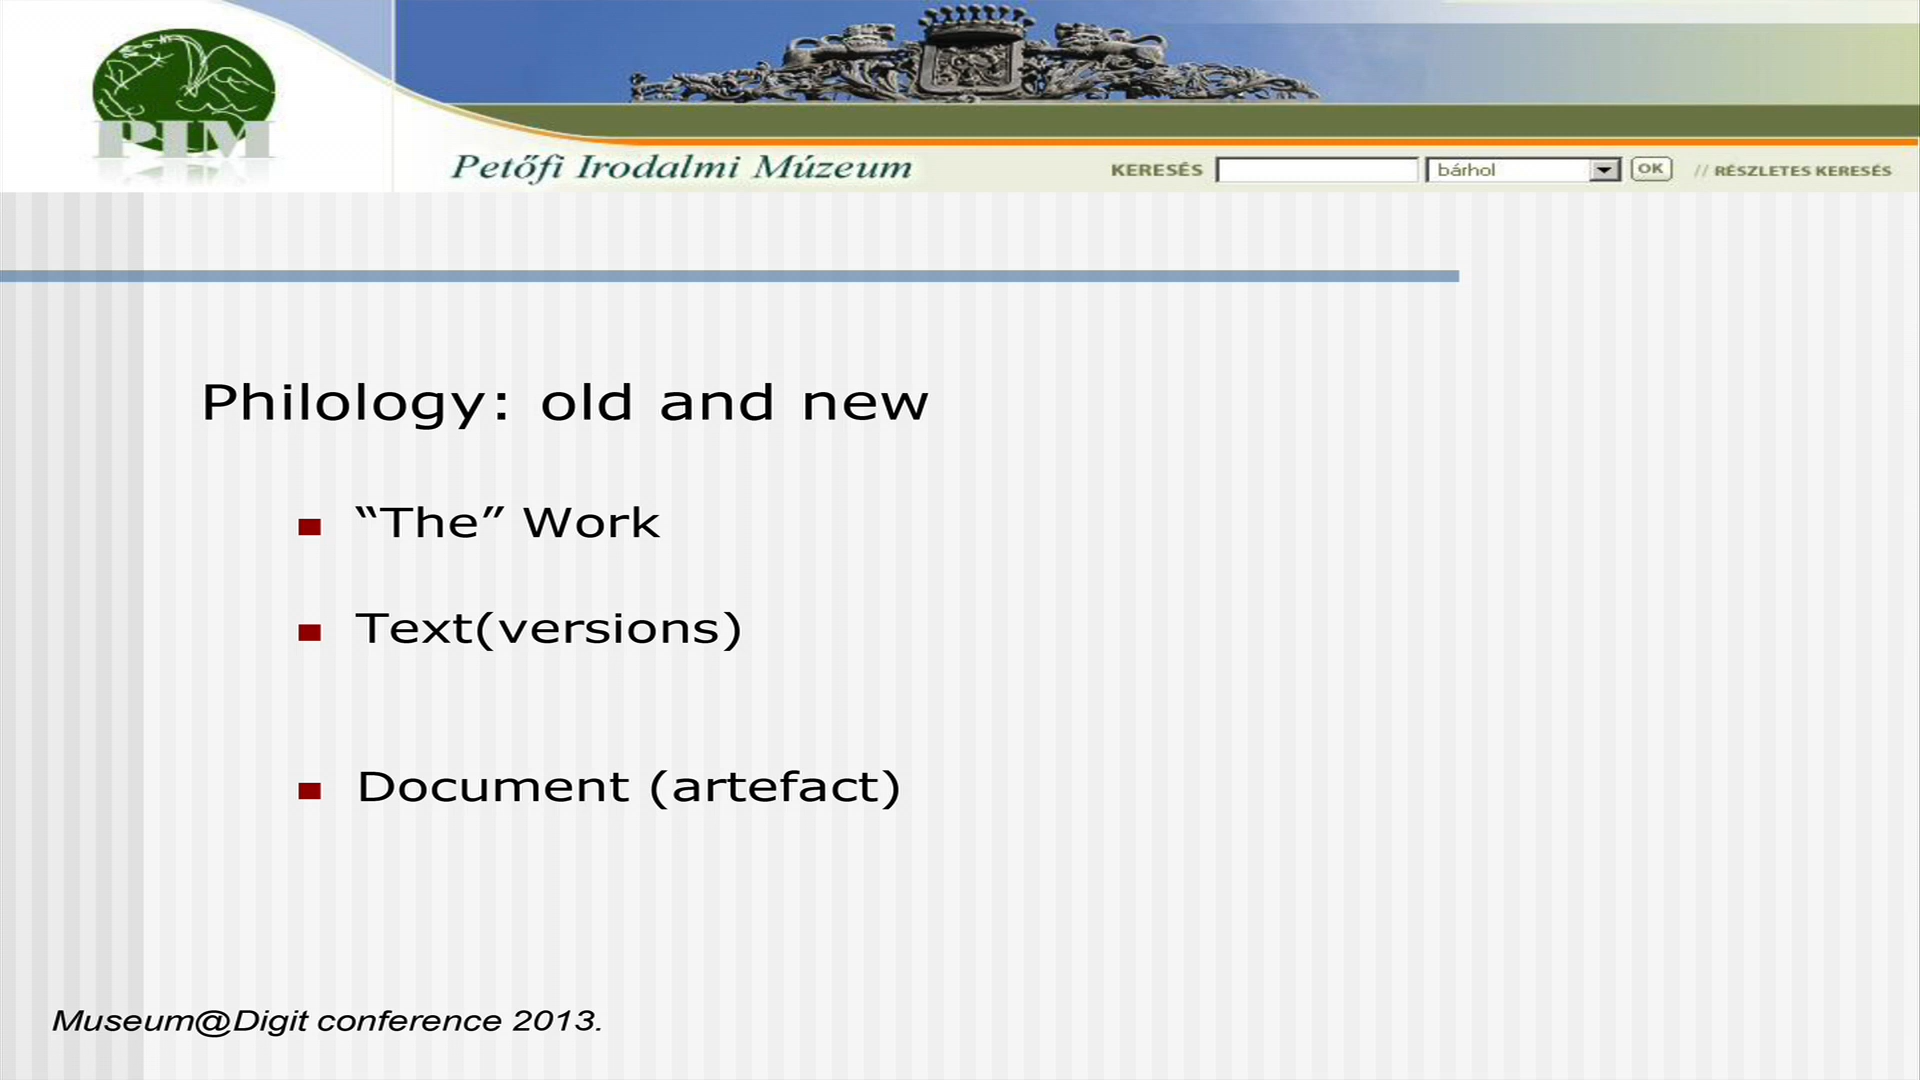 PIM
Petőfi Irodalmi Múzeum
KERESÉS bárhol OK // RÉSZLETES KERESÉS
Philology: old and new
“The” Work
Text(versions)
Document (artefact)
Museum@Digit conference 2013.